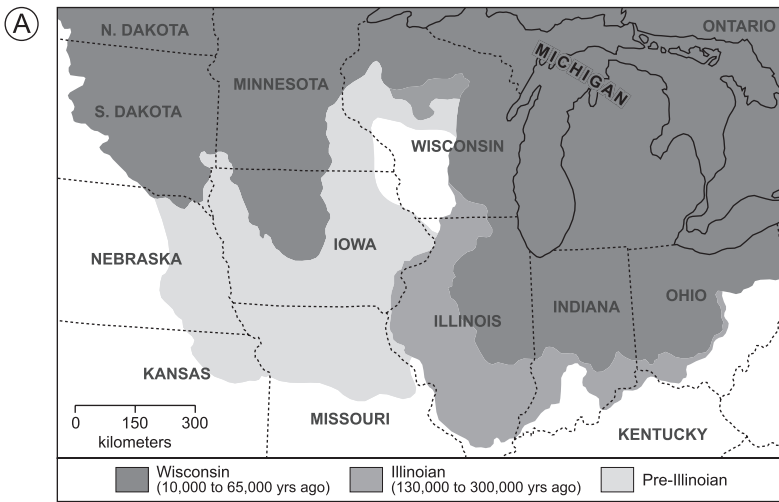 A
N. DAKOTA
ONTARIO
MICHIGAN
MINNESOTA
S. DAKOTA
WISCONSIN
IOWA
NEBRASKA
OHIO
INDIANA
ILLINOIS
KANSAS
0 150 300
kilometers
MISSOURI
KENTUCKY
Wisconsin
(10,000 to 65,000 yrs ago)
Illinoian
(130,000 to 300,000 yrs ago)
Pre-Illinoian